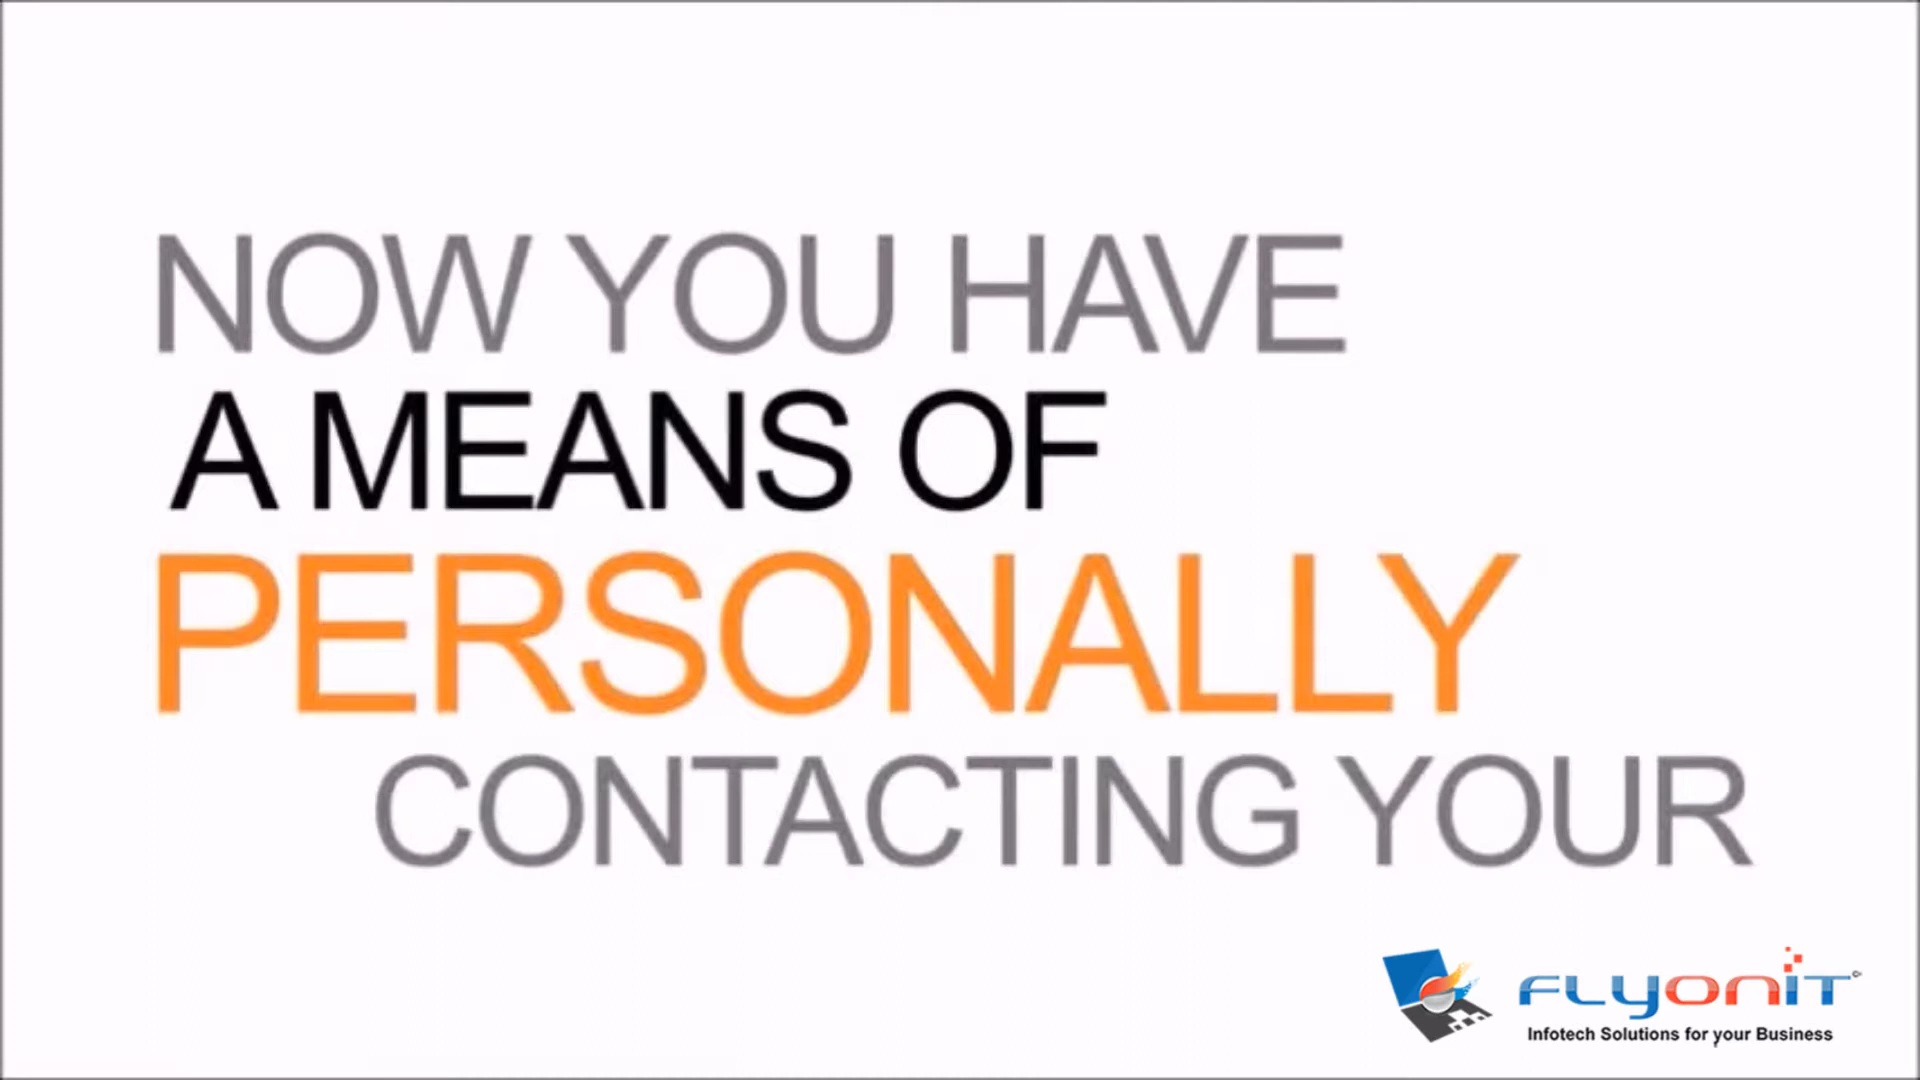 NOW YOU HAVE
A MEANS OF
PERSONALLY
CONTACTING YOUR
FLYONIT
Infotech Solutions for your Business